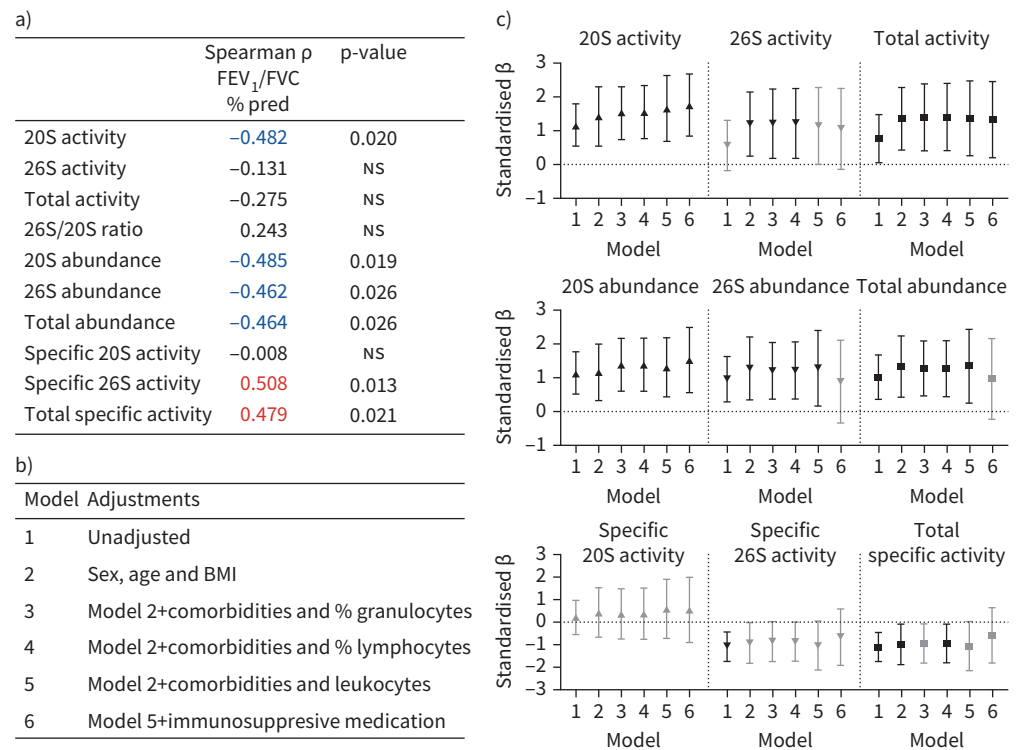 a)
Spearman ρ p-value
FEV1/FVC
% pred
20S activity –0.482 0.020
26S activity –0.131 NS
Total activity –0.275 NS
26S/20S ratio 0.243 NS
20S abundance –0.485 0.019
26S abundance –0.462 0.026
Total abundance –0.464 0.026
Specific 20S activity –0.008 NS
Specific 26S activity 0.508 0.013
Total specific activity 0.479 0.021
b)
Model Adjustments
1 Unadjusted
2 Sex, age and BMI
3 Model 2+comorbidities and % granulocytes
4 Model 2+comorbidities and % lymphocytes
5 Model 2+comorbidities and leukocytes
6 Model 5+immunosuppresive medication
c)
20S activity 26S activity Total activity
Standardised β
3
2
1
0
–1
1 2 3 4 5 6 1 2 3 4 5 6 1 2 3 4 5 6
Model Model Model
20S abundance 26S abundance Total abundance
Standardised β
3
2
1
0
–1
1 2 3 4 5 6 1 2 3 4 5 6 1 2 3 4 5 6
Model Model Model
Specific Specific Total
20S activity 26S activity specific activity
Standardised β
3
2
1
0
–1
–2
–3
1 2 3 4 5 6 1 2 3 4 5 6 1 2 3 4 5 6
Model Model Model